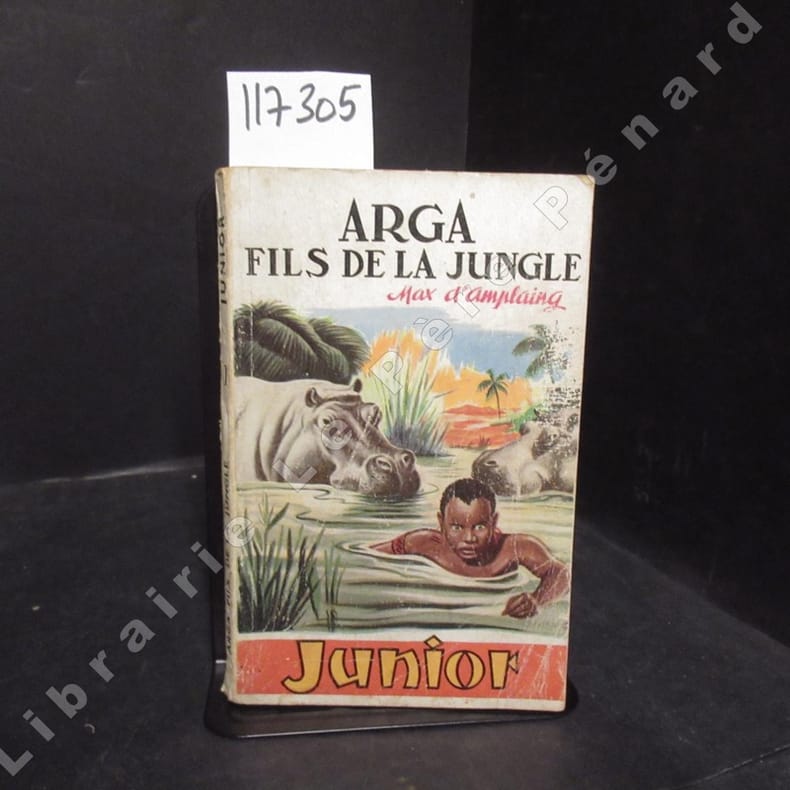 117305
ARGA
FILS DE LA JUNGLE
Max d'Amplaing
Junior
JUNIOR
ARGA FILS DE LA JUNGLE
Librairie Le Père Pénard